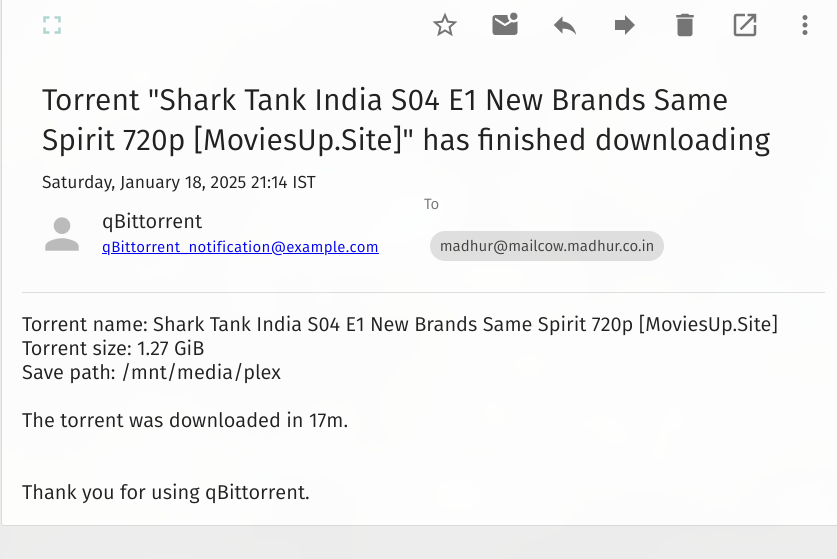 Torrent "Shark Tank India S04 E1 New Brands Same
Spirit 720p [MoviesUp.Site]" has finished downloading
Saturday, January 18, 2025 21:14 IST
qBittorrent
qBittorrent_notification@example.com
To
madhur@mailcow.madhur.co.in
Torrent name: Shark Tank India S04 E1 New Brands Same Spirit 720p [MoviesUp.Site]
Torrent size: 1.27 GiB
Save path: /mnt/media/plex
The torrent was downloaded in 17m.
Thank you for using qBittorrent.